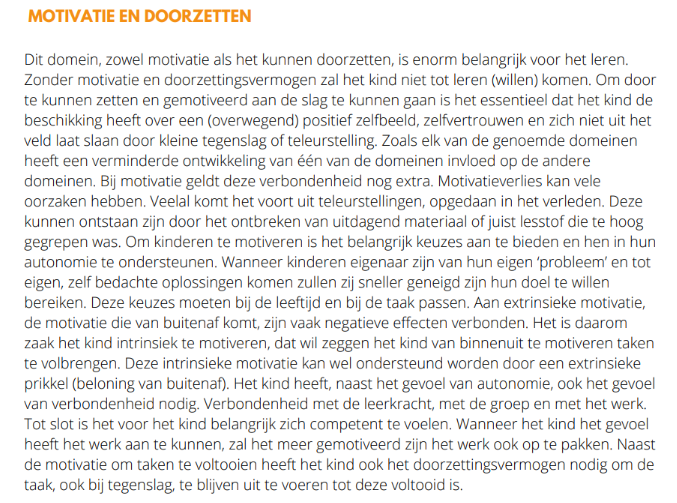 MOTIVATIE EN DOORZETTEN
Dit domein, zowel motivatie als het kunnen doorzetten, is enorm belangrijk voor het leren.
Zonder motivatie en doorzettingsvermogen zal het kind niet tot leren (willen) komen. Om door
te kunnen zetten en gemotiveerd aan de slag te kunnen gaan is het essentieel dat het kind de
beschikking heeft over een (overwegend) positief zelfbeeld, zelfvertrouwen en zich niet uit het
veld laat slaan door kleine tegenslag of teleurstelling. Zoals elk van de genoemde domeinen
heeft een verminderde ontwikkeling van één van de domeinen invloed op de andere
domeinen. Bij motivatie geldt deze verbondenheid nog extra. Motivatieverlies kan vele
oorzaken hebben. Veelal komt het voort uit teleurstellingen, opgedaan in het verleden. Deze
kunnen ontstaan zijn door het ontbreken van uitdagend materiaal of juist lesstof die te hoog
gegrepen was. Om kinderen te motiveren is het belangrijk keuzes aan te bieden en hen in hun
autonomie te ondersteunen. Wanneer kinderen eigenaar zijn van hun eigen ‘probleem’ en tot
eigen, zelf bedachte oplossingen komen zullen zij sneller geneigd zijn hun doel te willen
bereiken. Deze keuzes moeten bij de leeftijd en bij de taak passen. Aan extrinsieke motivatie,
de motivatie die van buitenaf komt, zijn vaak negatieve effecten verbonden. Het is daarom
zaak het kind intrinsiek te motiveren, dat wil zeggen het kind van binnenuit te motiveren taken
te volbrengen. Deze intrinsieke motivatie kan wel ondersteund worden door een extrinsieke
prikkel (beloning van buitenaf). Het kind heeft, naast het gevoel van autonomie, ook het gevoel
van verbondenheid nodig. Verbondenheid met de leerkracht, met de groep en met het werk.
Tot slot is het voor het kind belangrijk zich competent te voelen. Wanneer het kind het gevoel
heeft het werk aan te kunnen, zal het meer gemotiveerd zijn het werk ook op te pakken. Naast
de motivatie om taken te voltooien heeft het kind ook het doorzettingsvermogen nodig om de
taak, ook bij tegenslag, te blijven uit te voeren tot deze voltooid is.